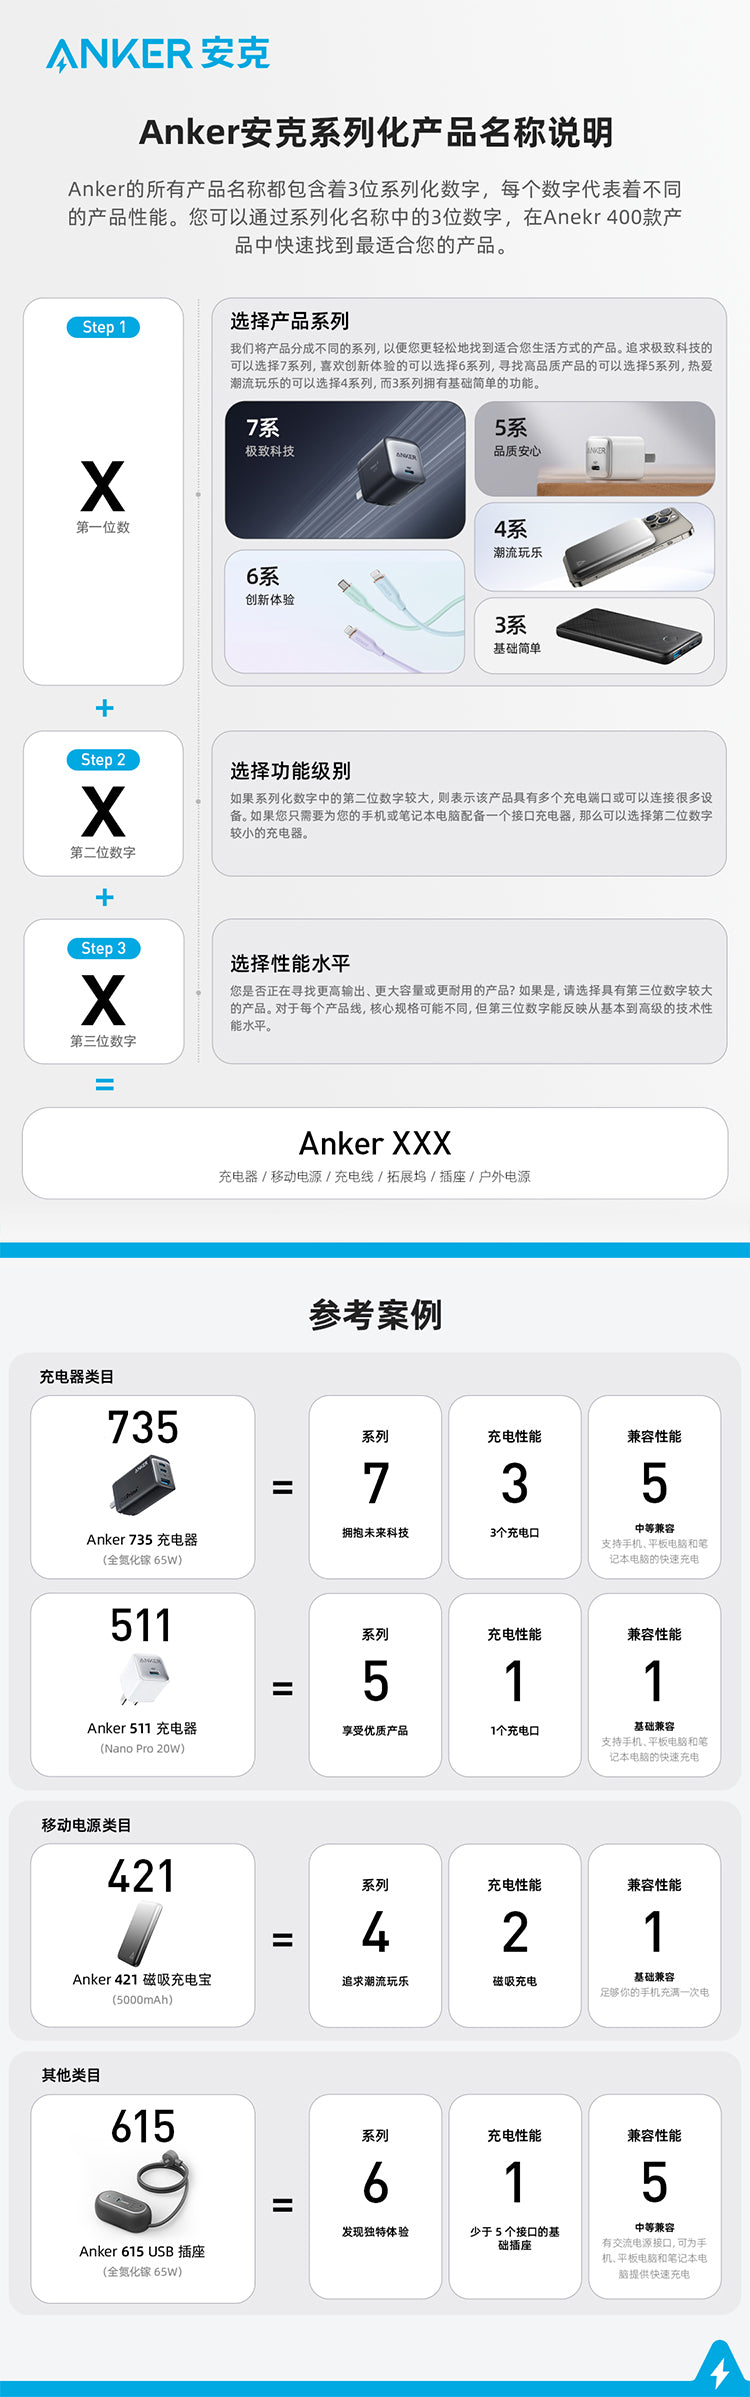 ANKER 安克
Anker安克系列化产品名称说明
Anker的所有产品名称都包含着3位系列化数字，每个数字代表着不同
的产品性能。您可以通过系列化名称中的3位数字，在Anekr 400款产
品中快速找到最适合您的产品。
Step 1
X
第一位数
选择产品系列
我们将产品分成不同的系列，以便您更轻松地找到适合您生活方式的产品。追求极致科技的
可以选择7系列，喜欢创新体验的可以选择6系列，寻找高品质产品的可以选择5系列，热爱
潮流玩乐的可以选择4系列，而3系列拥有基础简单的功能。
7系
极致科技
ANKER
5系
品质安心
ANKER
4系
潮流玩乐
6系
创新体验
3系
基础简单
+
Step 2
X
第二位数字
选择功能级别
如果系列化数字中的第二位数字较大，则表示该产品具有多个充电端口或可以连接很多设
备。如果您只需要为您的手机或笔记本电脑配备一个接口充电器，那么可以选择第二位数字
较小的充电器。
+
Step 3
X
第三位数字
选择性能水平
您是否正在寻找更高输出、更大容量或更耐用的产品？如果是，请选择具有第三位数字较大
的产品。对于每个产品线，核心规格可能不同，但第三位数字能反映从基本到高级的技术性
能水平。
=
Anker XXX
充电器 / 移动电源 / 充电线 / 拓展坞 / 插座 / 户外电源
参考案例
充电器类目
735
ANKER
Anker 735 充电器
(全氮化镓 65W)
=
系列
7
拥抱未来科技
充电性能
3
3个充电口
兼容性能
5
中等兼容
支持手机、平板电脑和笔
记本电脑的快速充电
511
ANKER
Anker 511 充电器
(Nano Pro 20W)
=
系列
5
享受优质产品
充电性能
1
1个充电口
兼容性能
1
基础兼容
支持手机、平板电脑和笔
记本电脑的快速充电
移动电源类目
421
Anker 421 磁吸充电宝
(5000mAh)
=
系列
4
追求潮流玩乐
充电性能
2
磁吸充电
兼容性能
1
基础兼容
足够你的手机充满一次电
其他类目
615
Anker 615 USB 插座
(全氮化镓 65W)
=
系列
6
发现独特体验
充电性能
1
少于 5 个接口的基
础插座
兼容性能
5
中等兼容
有交流电源接口，可为手
机、平板电脑和笔记本电
脑提供快速充电